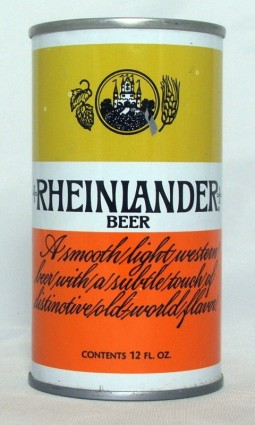 RHEINLANDER
BEER
A smooth, light western
beer, with a subtle touch of
distinctive old-world flavor.
CONTENTS 12 FL. OZ.